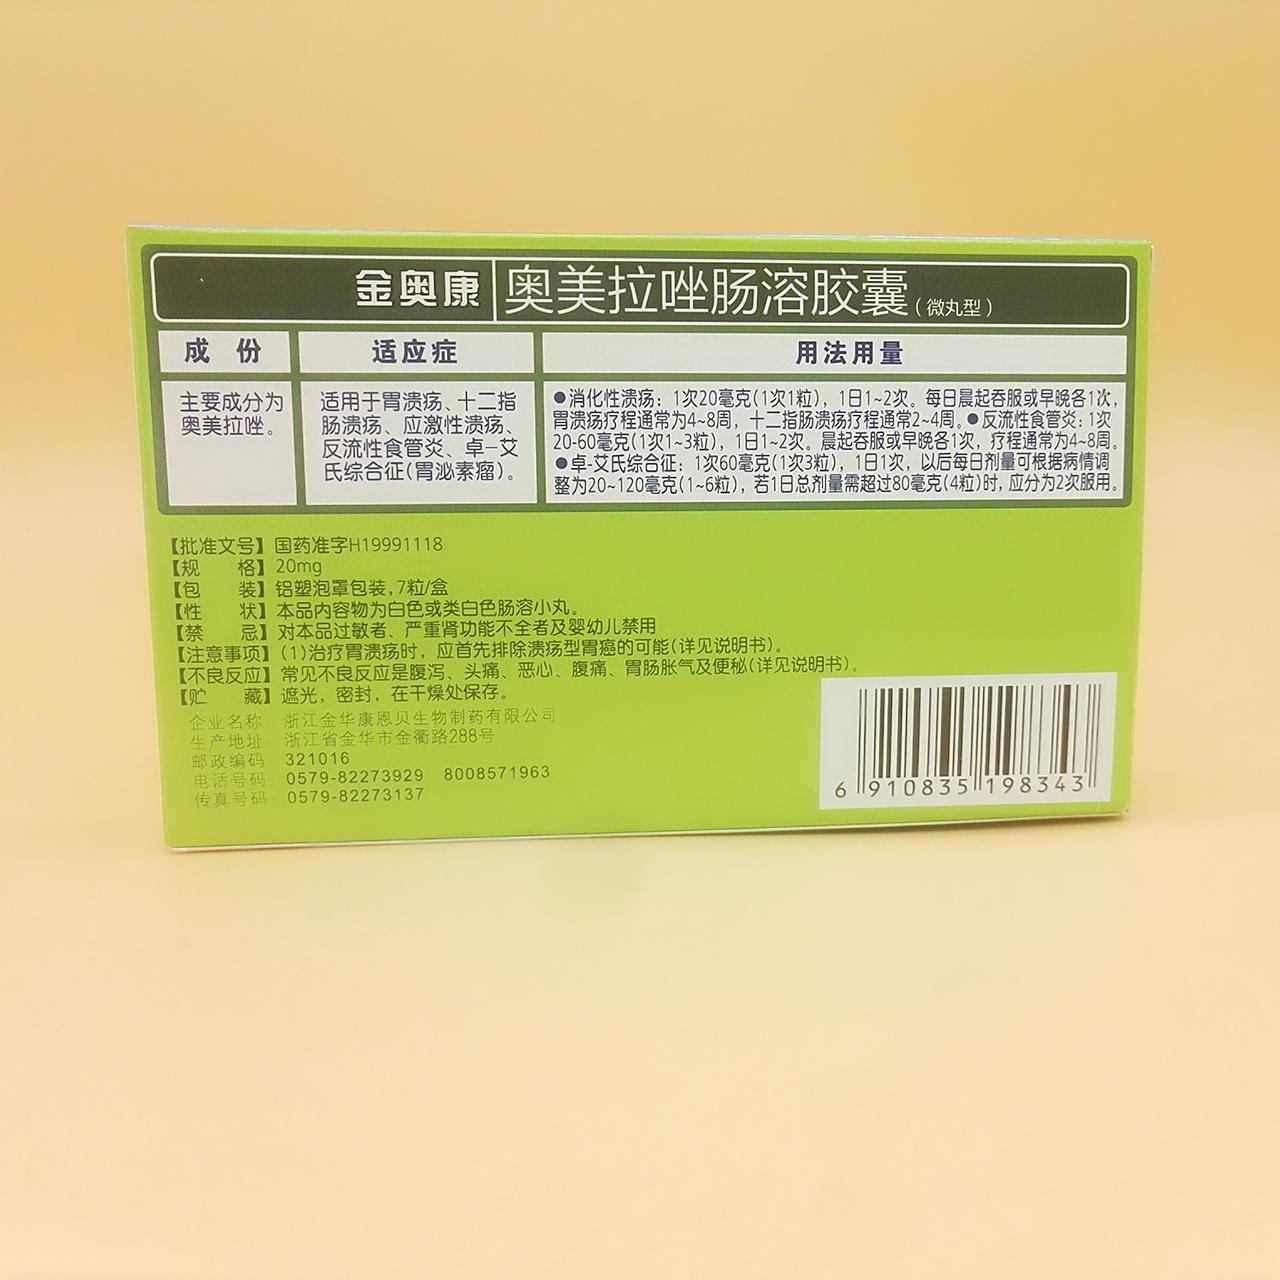 金奥康 奥美拉唑肠溶胶囊(微丸型)
成 份
主要成分为
奥美拉唑。
适应症
适用于胃溃疡、十二指
肠溃疡、应激性溃疡、
反流性食管炎、卓-艾
氏综合征(胃泌素瘤)。
用法用量
●消化性溃疡:1次20毫克(1次1粒),1日1~2次。每日晨起吞服或早晚各1次,
胃溃疡疗程通常为4~8周,十二指肠溃疡疗程通常2~4周。●反流性食管炎:1次
20-60毫克(1次1~3粒),1日1~2次。晨起吞服或早晚各1次,疗程通常为4~8周。
●卓-艾氏综合征:1次60毫克(1次3粒),1日1次,以后每日剂量可根据病情调
整为20~120毫克(1~6粒),若1日总剂量需超过80毫克(4粒)时,应分为2次服用。
【批准文号】国药准字H19991118
【规 格】20mg
【包 装】铝塑泡罩包装,7粒/盒
【性 状】本品内容物为白色或类白色肠溶小丸。
【禁 忌】对本品过敏者、严重肾功能不全者及婴幼儿禁用
【注意事项】(1)治疗胃溃疡时,应首先排除溃疡型胃癌的可能(详见说明书)。
【不良反应】常见不良反应是腹泻、头痛、恶心、腹痛、胃肠胀气及便秘(详见说明书)。
【贮 藏】遮光,密封,在干燥处保存。
企业名称:浙江金华康恩贝生物制药有限公司
生产地址:浙江省金华市金衢路288号
邮政编码:321016
电话号码:0579-82273929 8008571963
传真号码:0579-82273137
6 910835 198343